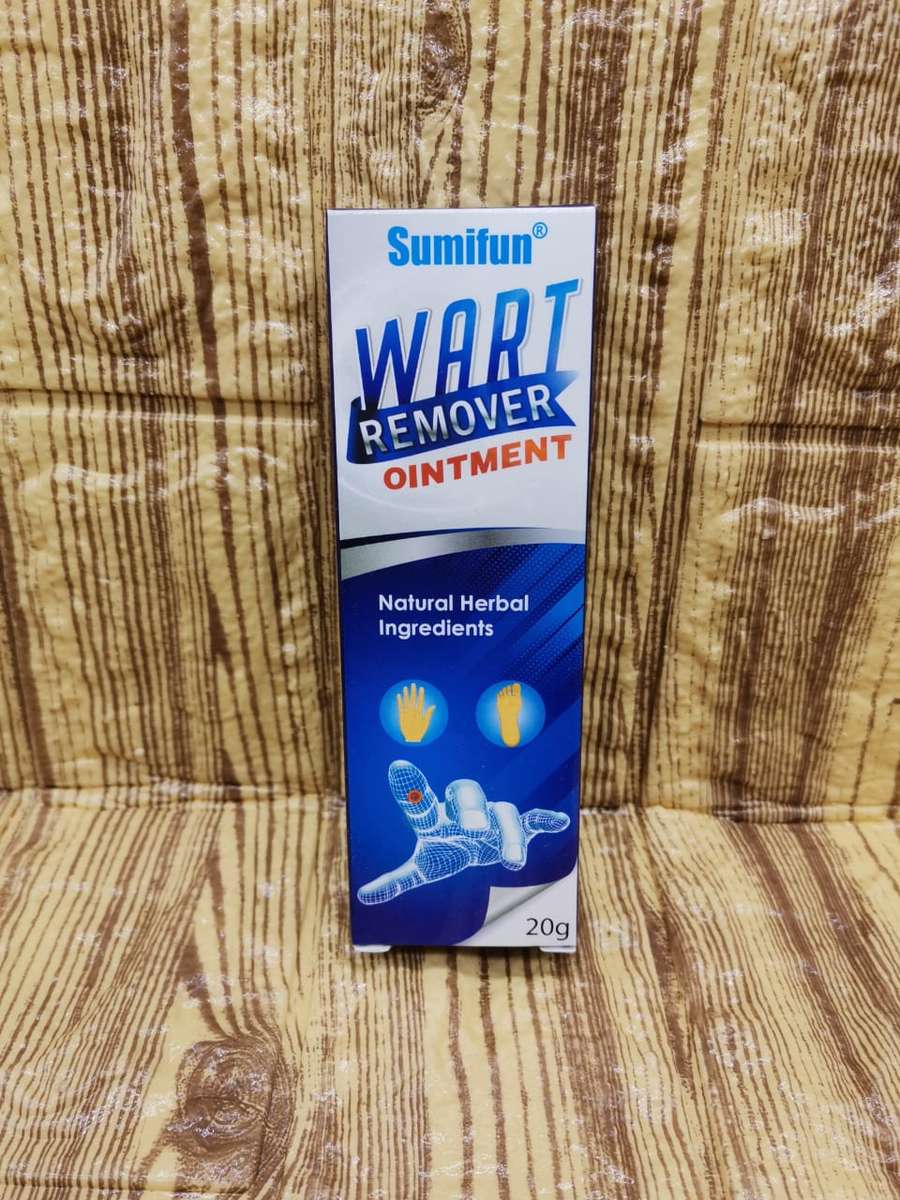 Sumifun®
WART
REMOVER
OINTMENT
Natural Herbal
Ingredients
20g